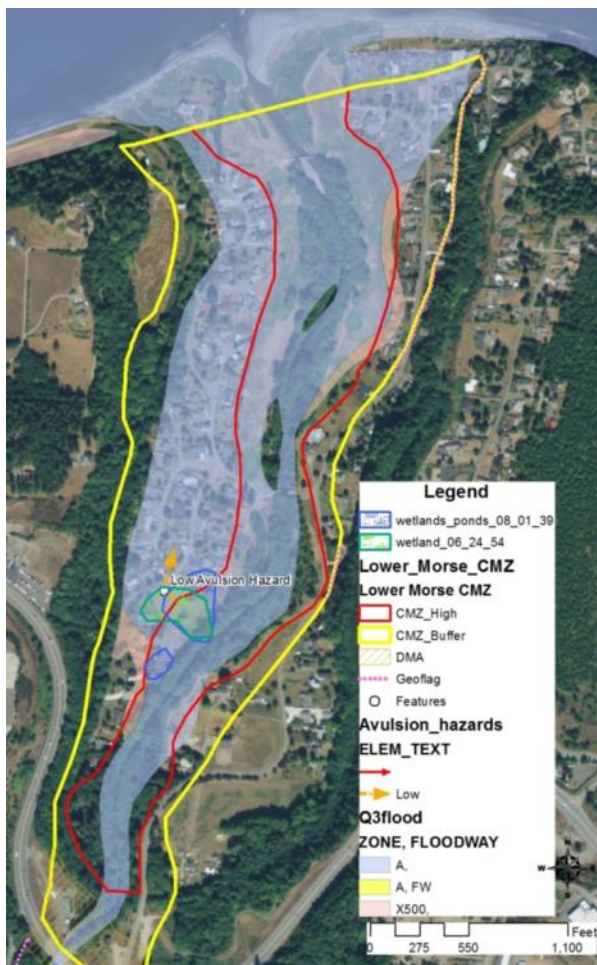 Low Avulsion Hazard
Legend
wetlands_ponds_08_01_39
wetland_06_24_54
Lower_Morse_CMZ
Lower Morse CMZ
CMZ_High
CMZ_Buffer
DMA
Geoflag
Features
Avulsion_hazards
ELEM_TEXT
Low
Q3flood
ZONE, FLOODWAY
A,
A, FW
X500,
N
W E
S
Feet
0 275 550 1,100